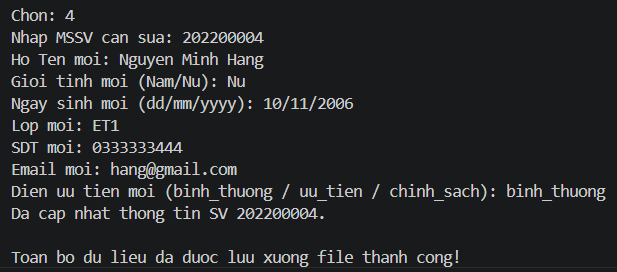 Chon: 4
Nhap MSSV can sua: 202200004
Ho Ten moi: Nguyen Minh Hang
Gioi tinh moi (Nam/Nu): Nu
Ngay sinh moi (dd/mm/yyyy): 10/11/2006
Lop moi: ET1
SDT moi: 0333333444
Email moi: hang@gmail.com
Dien uu tien moi (binh_thuong / uu_tien / chinh_sach): binh_thuong
Da cap nhat thong tin SV 202200004.
Toan bo du lieu da duoc luu xuong file thanh cong!